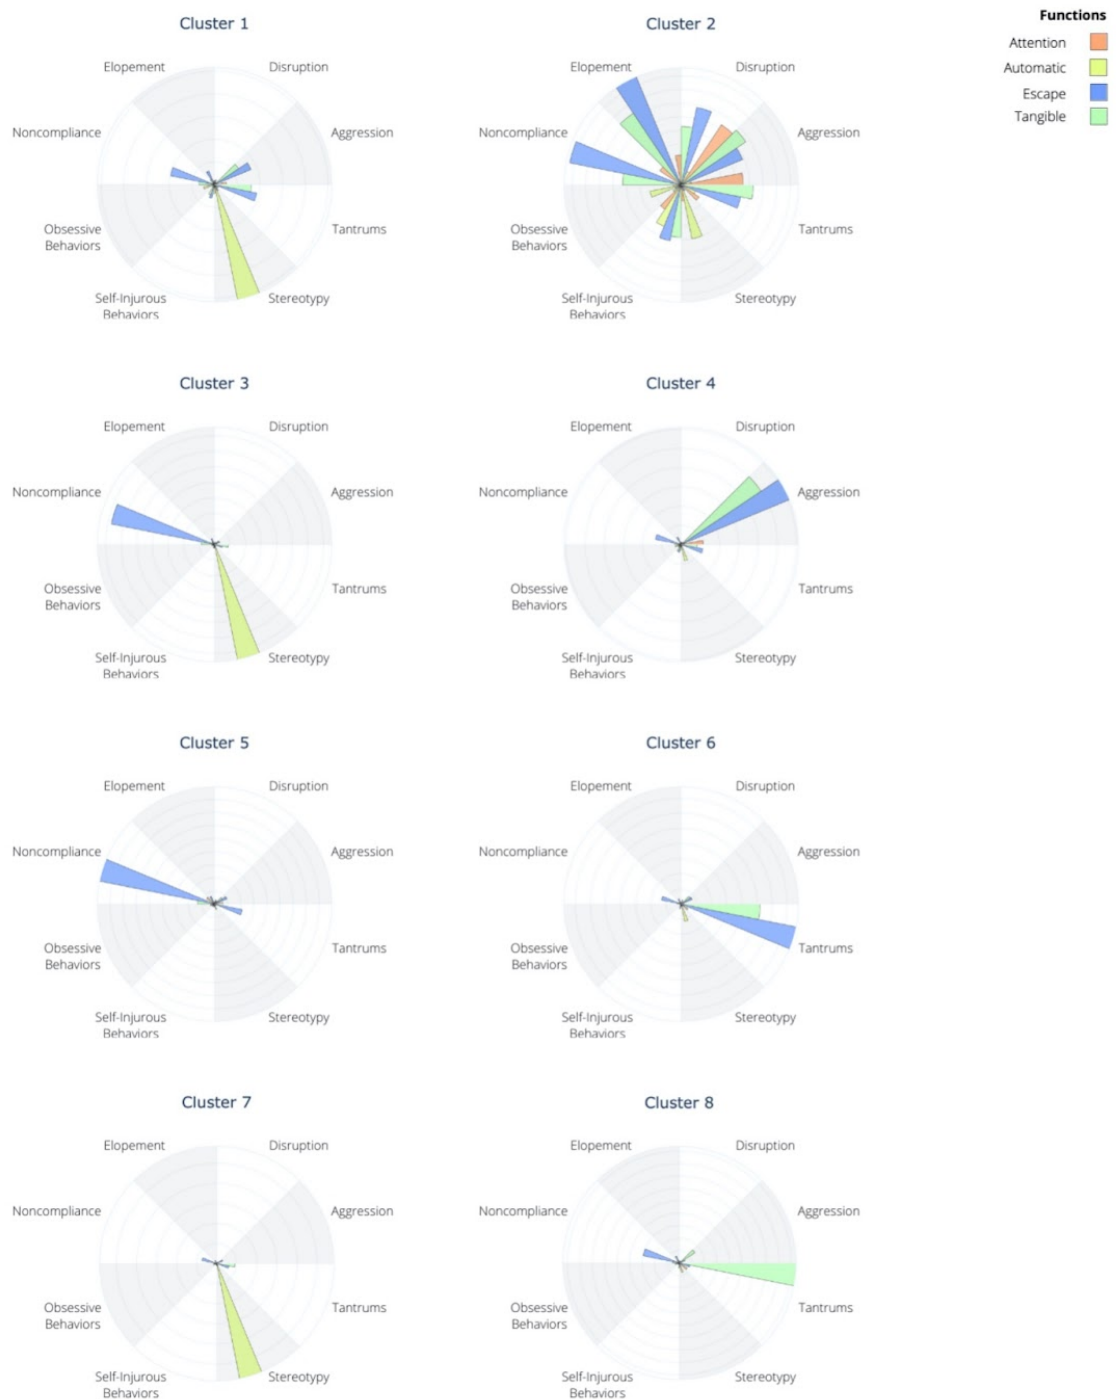 Cluster 1
Elopement
Disruption
Noncompliance
Aggression
Obsessive
Behaviors
Tantrums
Self-Injurous
Behaviors
Stereotypy
Cluster 2
Elopement
Disruption
Noncompliance
Aggression
Obsessive
Behaviors
Tantrums
Self-Injurous
Behaviors
Stereotypy
Functions
Attention
Automatic
Escape
Tangible
Cluster 3
Elopement
Disruption
Noncompliance
Aggression
Obsessive
Behaviors
Tantrums
Self-Injurous
Behaviors
Stereotypy
Cluster 4
Elopement
Disruption
Noncompliance
Aggression
Obsessive
Behaviors
Tantrums
Self-Injurous
Behaviors
Stereotypy
Cluster 5
Elopement
Disruption
Noncompliance
Aggression
Obsessive
Behaviors
Tantrums
Self-Injurous
Behaviors
Stereotypy
Cluster 6
Elopement
Disruption
Noncompliance
Aggression
Obsessive
Behaviors
Tantrums
Self-Injurous
Behaviors
Stereotypy
Cluster 7
Elopement
Disruption
Noncompliance
Aggression
Obsessive
Behaviors
Tantrums
Self-Injurous
Behaviors
Stereotypy
Cluster 8
Elopement
Disruption
Noncompliance
Aggression
Obsessive
Behaviors
Tantrums
Self-Injurous
Behaviors
Stereotypy